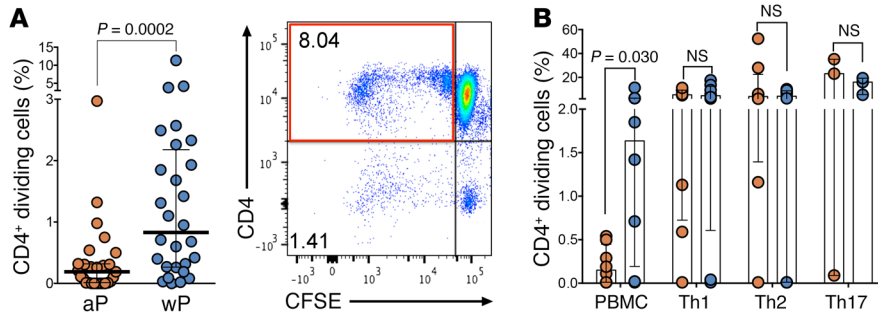 A
P = 0.0002
CD4+ dividing cells (%)
15
10
5
3
2
1
0
aP
wP
8.04
1.41
CD4
10^5
10^4
10^3
-10^3
-10^3
0
10^3
10^4
10^5
CFSE
B
CD4+ dividing cells (%)
60
40
20
2.0
1.5
1.0
0.5
0.0
P = 0.030
NS
NS
NS
PBMC
Th1
Th2
Th17